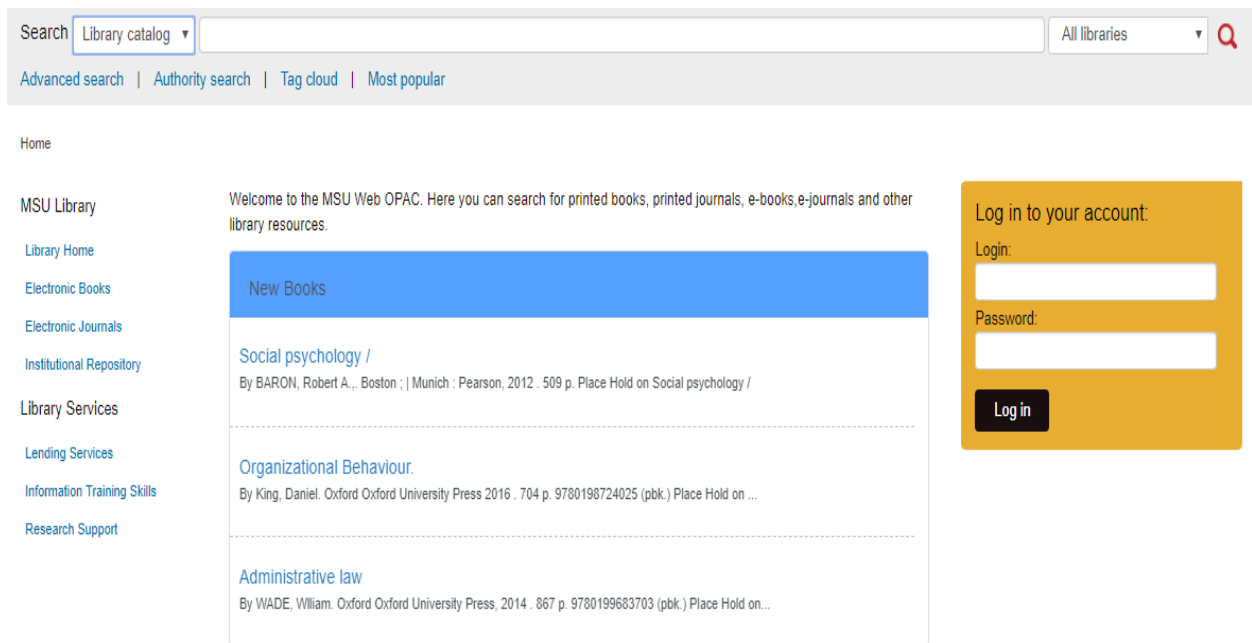 Search Library catalog All libraries
Advanced search | Authority search | Tag cloud | Most popular
Home
MSU Library
Library Home
Electronic Books
Electronic Journals
Institutional Repository
Library Services
Lending Services
Information Training Skills
Research Support
Welcome to the MSU Web OPAC. Here you can search for printed books, printed journals, e-books,e-journals and other
library resources.
New Books
Social psychology /
By BARON, Robert A.,. Boston ; | Munich : Pearson, 2012 . 509 p. Place Hold on Social psychology /
Organizational Behaviour.
By King, Daniel. Oxford Oxford University Press 2016 . 704 p. 9780198724025 (pbk.) Place Hold on ...
Administrative law
By WADE, Wlliam. Oxford Oxford University Press, 2014 . 867 p. 9780199683703 (pbk.) Place Hold on...
Log in to your account:
Login:
Password:
Log in